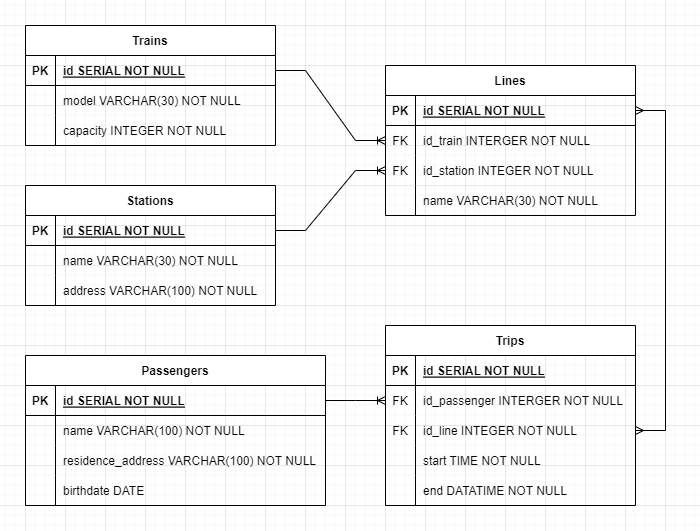 Trains
PK id SERIAL NOT NULL
model VARCHAR(30) NOT NULL
capacity INTEGER NOT NULL
Lines
PK id SERIAL NOT NULL
FK id_train INTERGER NOT NULL
FK id_station INTEGER NOT NULL
name VARCHAR(30) NOT NULL
Stations
PK id SERIAL NOT NULL
name VARCHAR(30) NOT NULL
address VARCHAR(100) NOT NULL
Passengers
PK id SERIAL NOT NULL
name VARCHAR(100) NOT NULL
residence_address VARCHAR(100) NOT NULL
birthdate DATE
Trips
PK id SERIAL NOT NULL
FK id_passenger INTERGER NOT NULL
FK id_line INTEGER NOT NULL
start TIME NOT NULL
end DATATIME NOT NULL